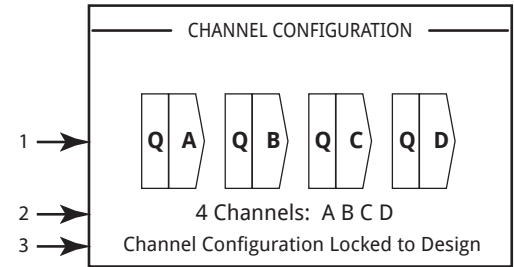 CHANNEL CONFIGURATION
1 Q A Q B Q C Q D
2 4 Channels: A B C D
3 Channel Configuration Locked to Design